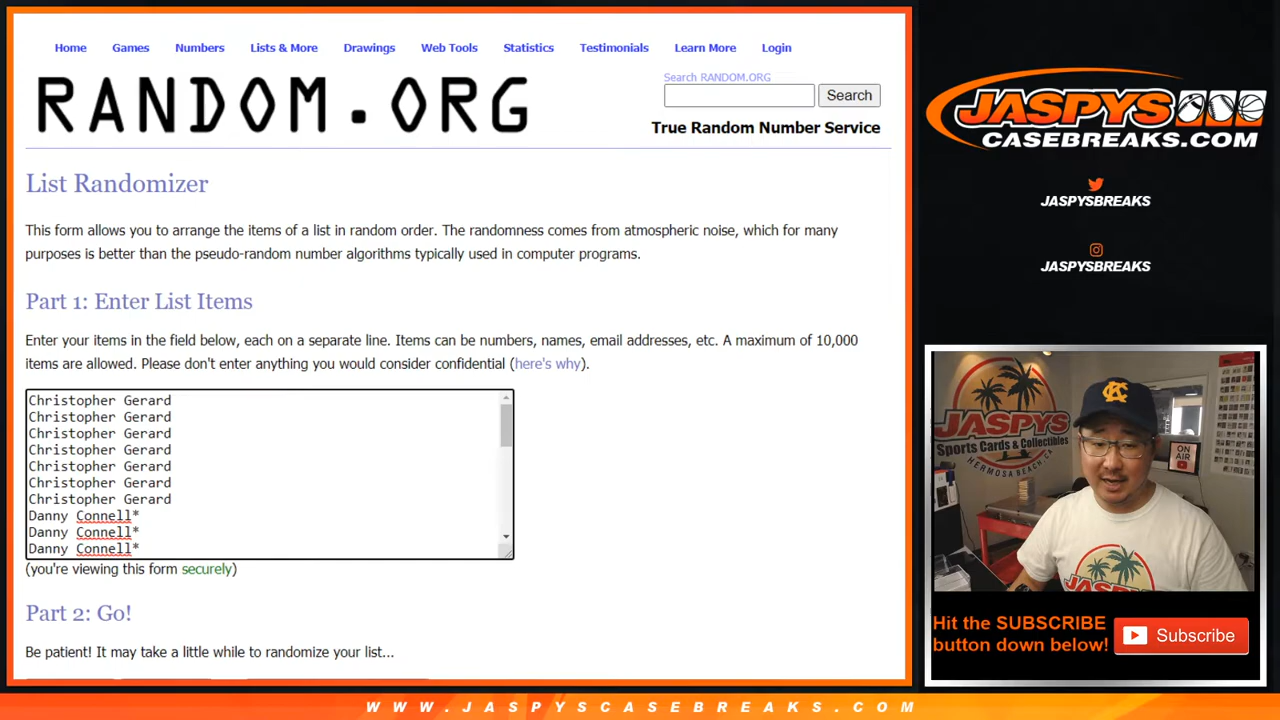 Home Games Numbers Lists & More Drawings Web Tools Statistics Testimonials Learn More Login
RANDOM.ORG
Search RANDOM.ORG
Search
True Random Number Service
List Randomizer
This form allows you to arrange the items of a list in random order. The randomness comes from atmospheric noise, which for many
purposes is better than the pseudo-random number algorithms typically used in computer programs.
Part 1: Enter List Items
Enter your items in the field below, each on a separate line. Items can be numbers, names, email addresses, etc. A maximum of 10,000
items are allowed. Please don't enter anything you would consider confidential (here's why).
Christopher Gerard
Christopher Gerard
Christopher Gerard
Christopher Gerard
Christopher Gerard
Christopher Gerard
Christopher Gerard
Danny Connell*
Danny Connell*
Danny Connell*
(you're viewing this form securely)
Part 2: Go!
Be patient! It may take a little while to randomize your list...
JASPYS
CASEBREAKS.COM
JASPYSBREAKS
JASPYSBREAKS
JASPYS
Sports Cards & Collectibles
HERMOSA BEACH, CA
KC
ON AIR
JASPYS
Hit the SUBSCRIBE
button down below!
Subscribe
WWW.JASPYSCASEBREAKS.COM